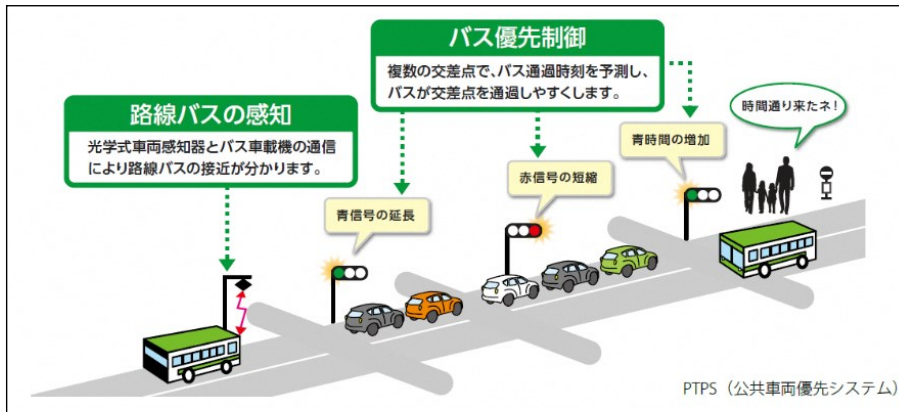 バス優先制御
複数の交差点で、バス通過時刻を予測し、
バスが交差点を通過しやすくします。
路線バスの感知
光学式車両感知器とバス車載機の通信
により路線バスの接近が分かります。
青信号の延長
赤信号の短縮
青時間の増加
時間通り来たネ!
PTPS(公共車両優先システム)